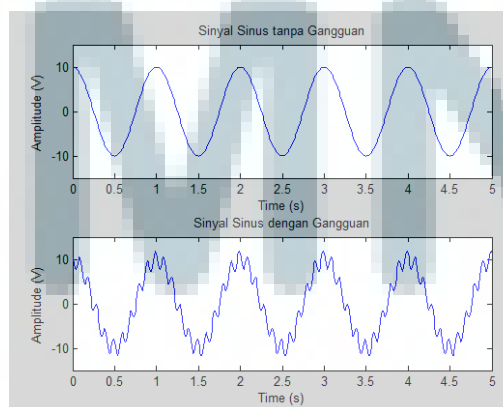 Sinyal Sinus tanpa Gangguan
Amplitude (V)
10
0
-10
0 0.5 1 1.5 2 2.5 3 3.5 4 4.5 5
Time (s)
Sinyal Sinus dengan Gangguan
Amplitude (V)
10
0
-10
0 0.5 1 1.5 2 2.5 3 3.5 4 4.5 5
Time (s)